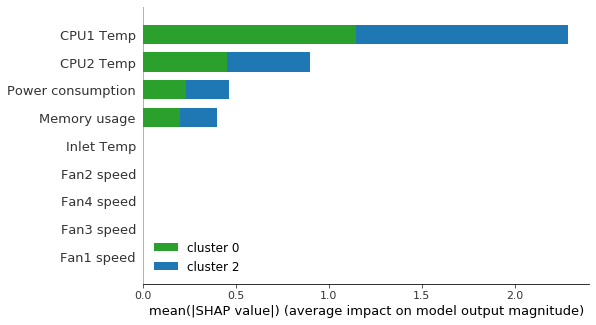 CPU1 Temp
CPU2 Temp
Power consumption
Memory usage
Inlet Temp
Fan2 speed
Fan4 speed
Fan3 speed
Fan1 speed
cluster 0
cluster 2
0.0 0.5 1.0 1.5 2.0
mean(|SHAP value|) (average impact on model output magnitude)